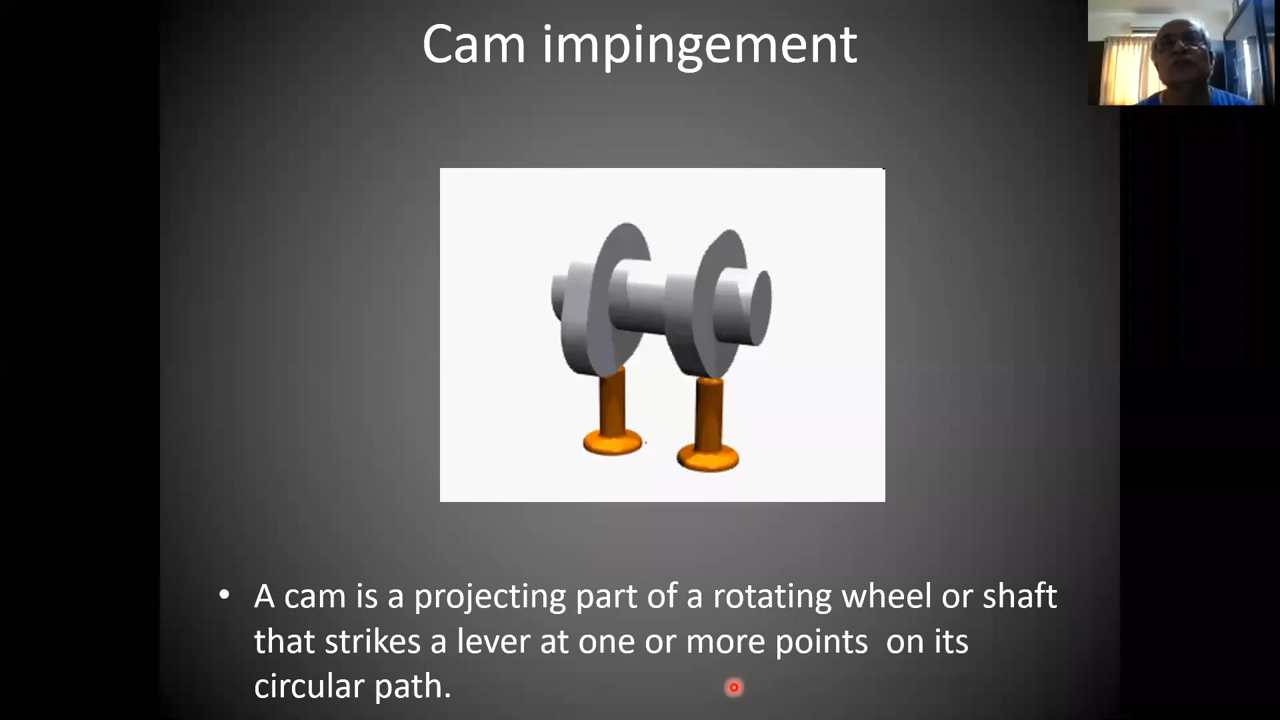 Cam impingement
• A cam is a projecting part of a rotating wheel or shaft
that strikes a lever at one or more points  on its
circular path.